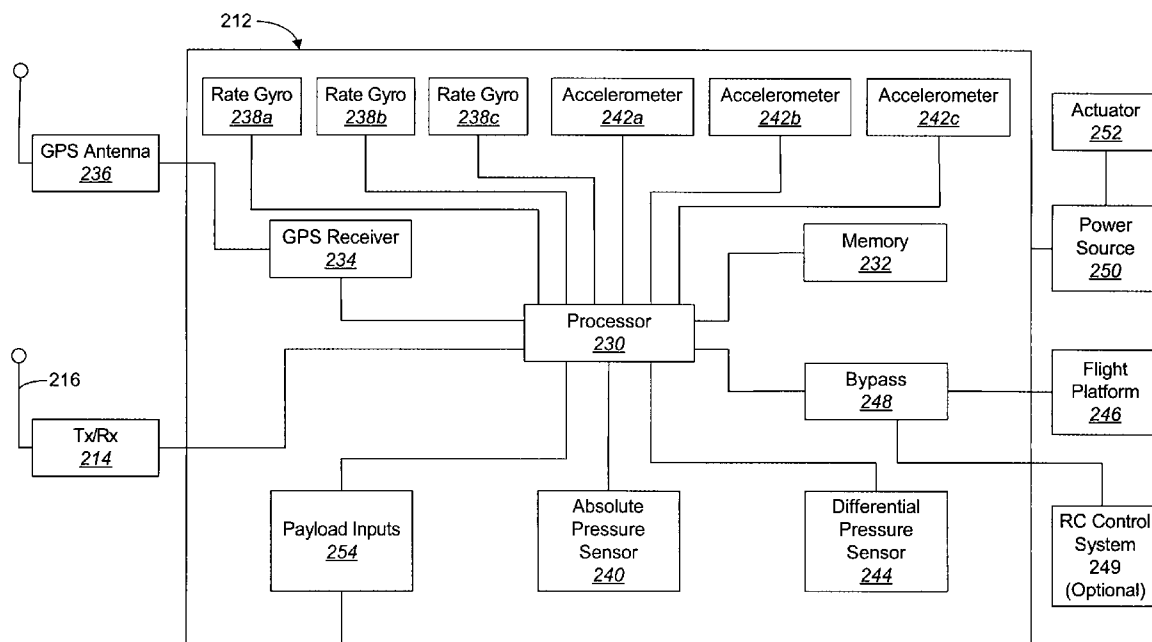 212
Rate Gyro
238a
Rate Gyro
238b
Rate Gyro
238c
Accelerometer
242a
Accelerometer
242b
Accelerometer
242c
Actuator
252
GPS Antenna
236
GPS Receiver
234
Memory
232
Power
Source
250
Processor
230
216
Tx/Rx
214
Bypass
248
Flight
Platform
246
Payload Inputs
254
Absolute
Pressure
Sensor
240
Differential
Pressure
Sensor
244
RC Control
System
249
(Optional)